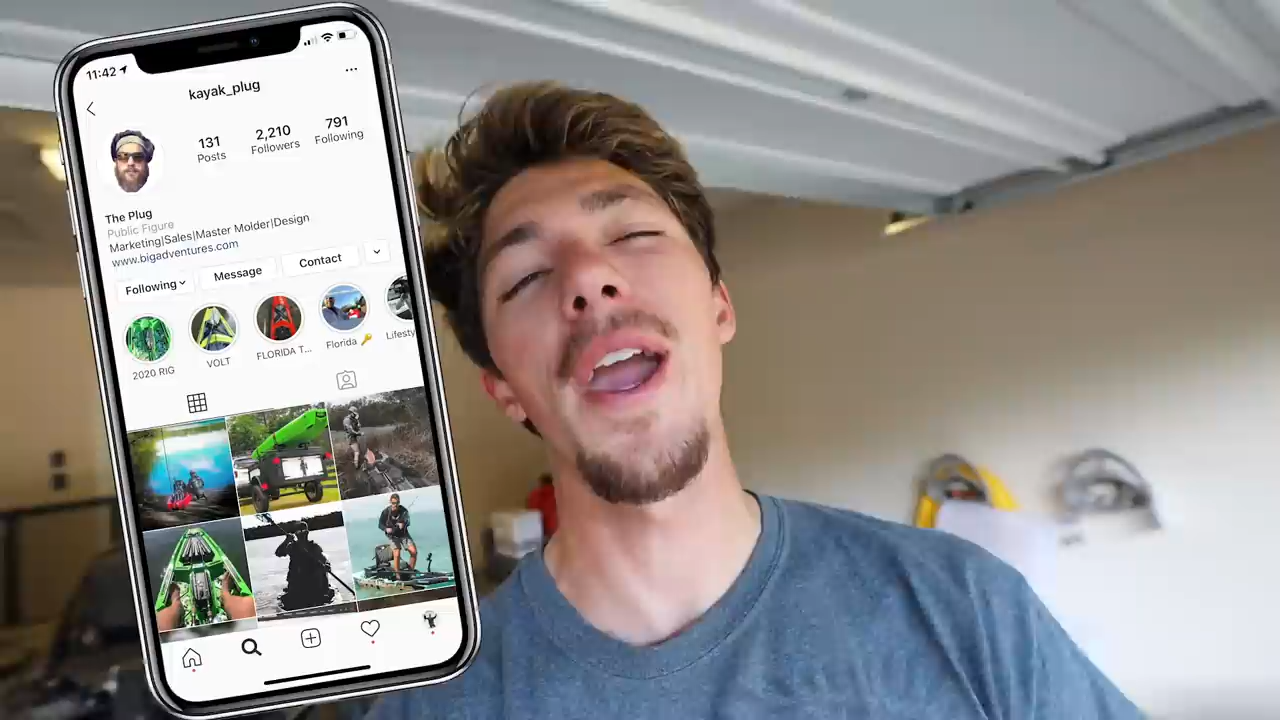 11:42
kayak_plug
131 2,210 791
Posts Followers Following
The Plug
Public Figure
Marketing|Sales|Master Molder|Design
www.bigadventures.com
Following Message Contact
2020 RIG VOLT FLORIDA T... Florida Lifesty